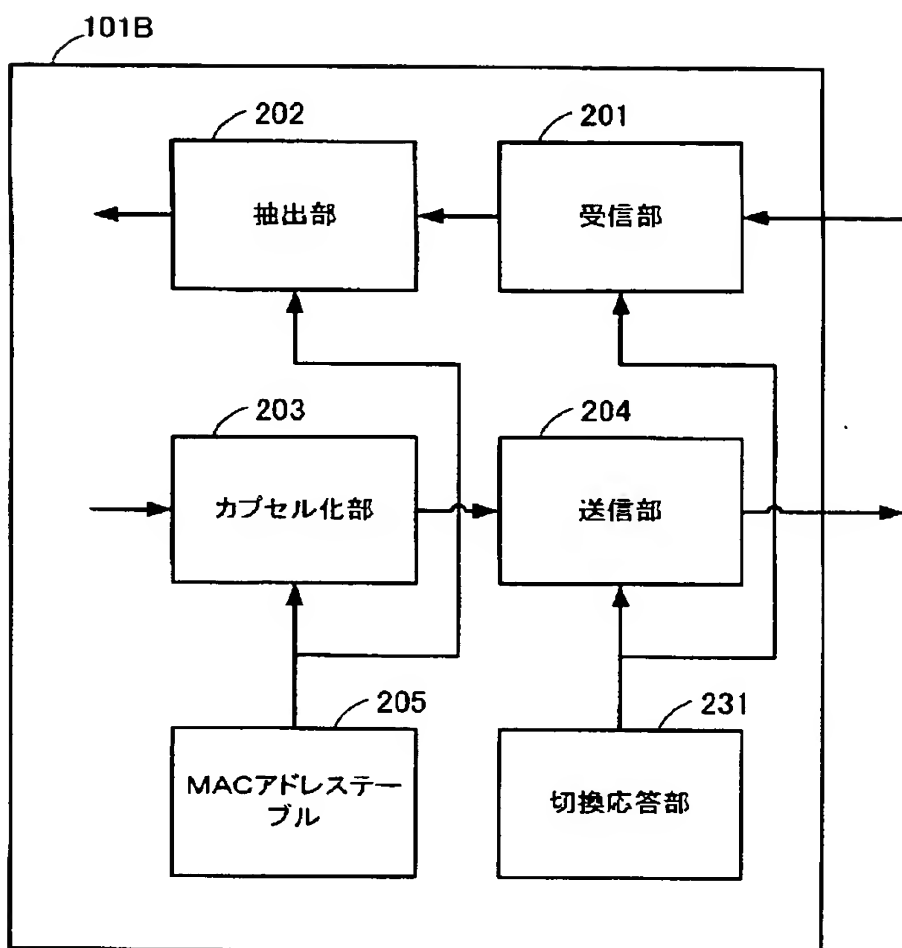 101B
202
201
抽出部
受信部
203
204
カプセル化部
送信部
205
231
MACアドレステー
ブル
切換応答部